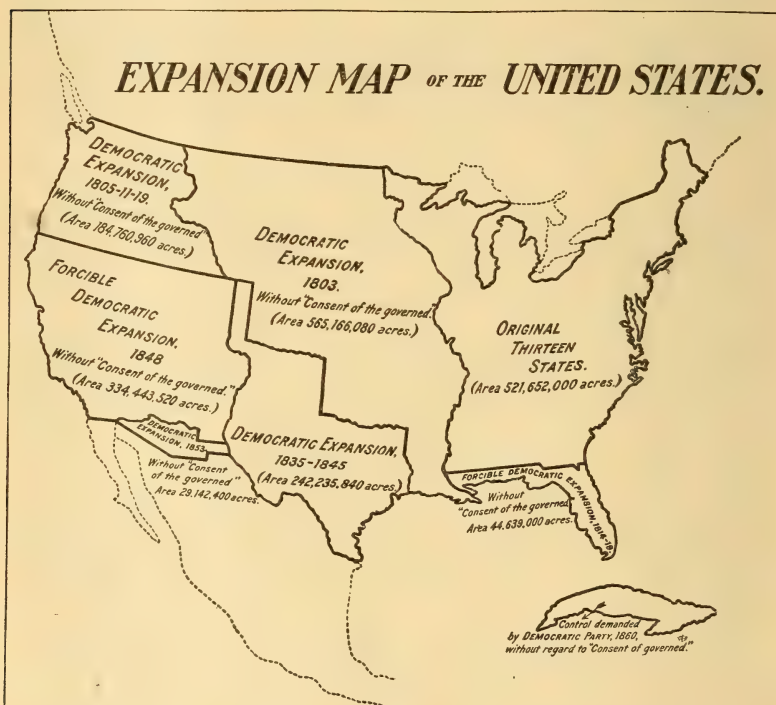 EXPANSION MAP OF THE UNITED STATES.
DEMOCRATIC
EXPANSION,
1805-11-19.
Without "Consent of the governed"
(Area 184,760,960 acres.)
DEMOCRATIC
EXPANSION,
1803.
Without "Consent of the governed."
(Area 565,166,080 acres.)
ORIGINAL
THIRTEEN
STATES.
(Area 521,652,000 acres.)
FORCIBLE
DEMOCRATIC
EXPANSION,
1848
Without "Consent of the governed."
(Area 334,443,520 acres.)
DEMOCRATIC
EXPANSION, 1853.
Without "Consent
of the governed"
Area 29,142,400 acres.
DEMOCRATIC EXPANSION,
1835-1845
(Area 242,235,840 acres.)
FORCIBLE DEMOCRATIC EXPANSION, 1814-19.
Without
"Consent of the governed
Area 44,639,000 acres.
Control demanded
by DEMOCRATIC PARTY, 1860,
without regard to "Consent of governed."